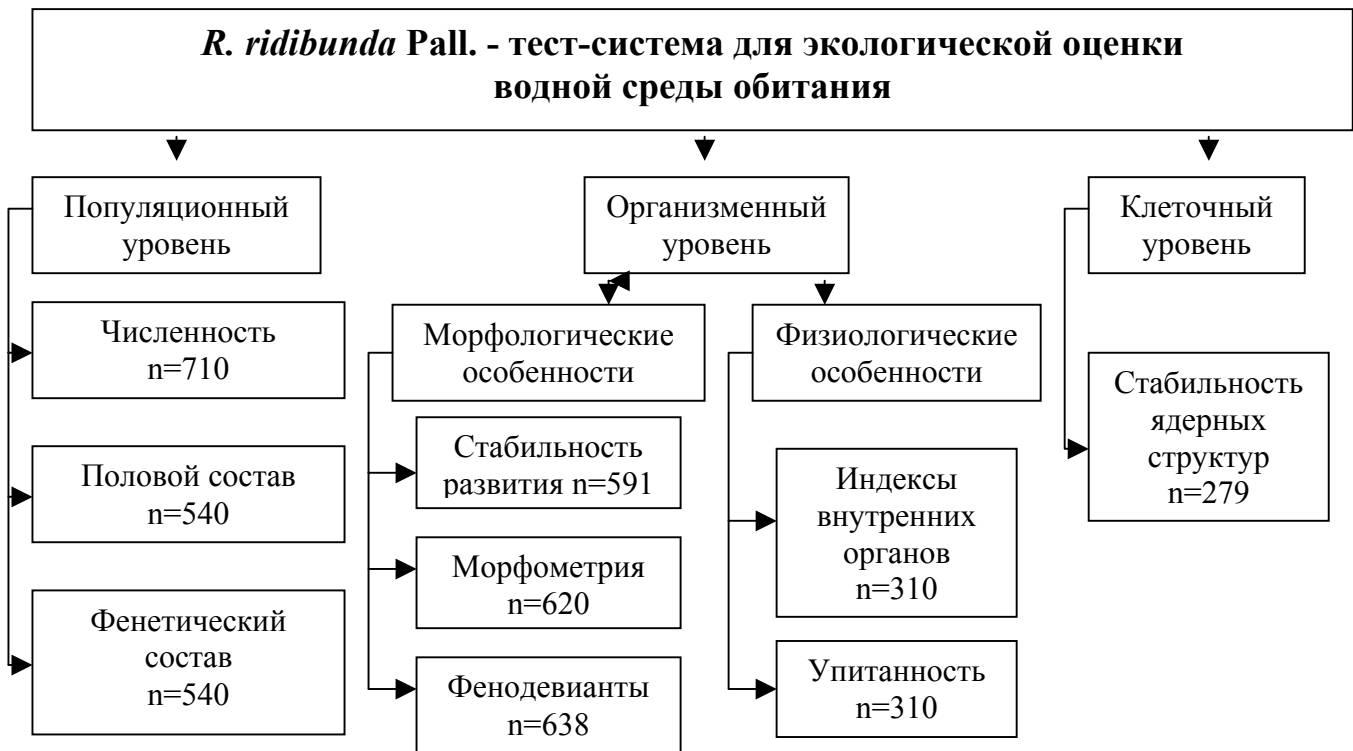 R. ridibunda Pall. - тест-система для экологической оценки
водной среды обитания
Популяционный
уровень
Численность
n=710
Половой состав
n=540
Фенетический
состав
n=540
Организменный
уровень
Морфологические
особенности
Стабильность
развития n=591
Морфометрия
n=620
Фенодевианты
n=638
Физиологические
особенности
Индексы
внутренних
органов
n=310
Упитанность
n=310
Клеточный
уровень
Стабильность
ядерных
структур
n=279